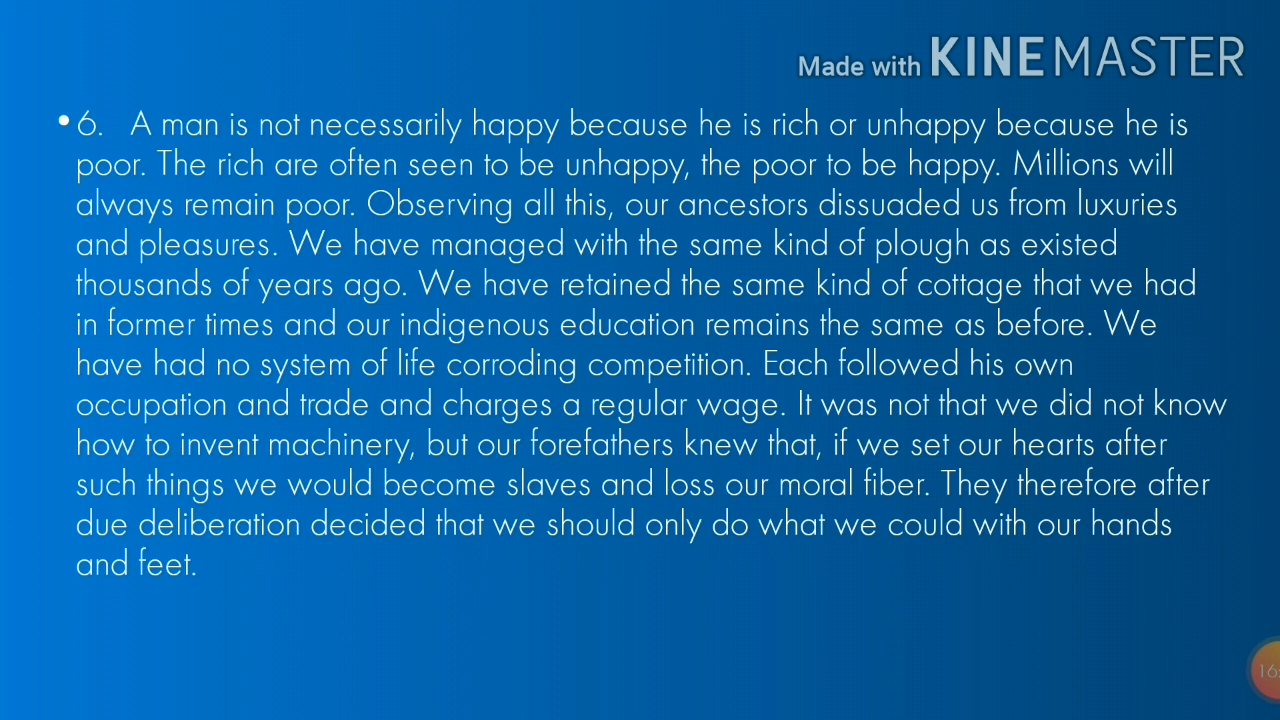 Made with KINEMASTER
• 6. A man is not necessarily happy because he is rich or unhappy because he is
poor. The rich are often seen to be unhappy, the poor to be happy. Millions will
always remain poor. Observing all this, our ancestors dissuaded us from luxuries
and pleasures. We have managed with the same kind of plough as existed
thousands of years ago. We have retained the same kind of cottage that we had
in former times and our indigenous education remains the same as before. We
have had no system of life corroding competition. Each followed his own
occupation and trade and charges a regular wage. It was not that we did not know
how to invent machinery, but our forefathers knew that, if we set our hearts after
such things we would become slaves and loss our moral fiber. They therefore after
due deliberation decided that we should only do what we could with our hands
and feet.